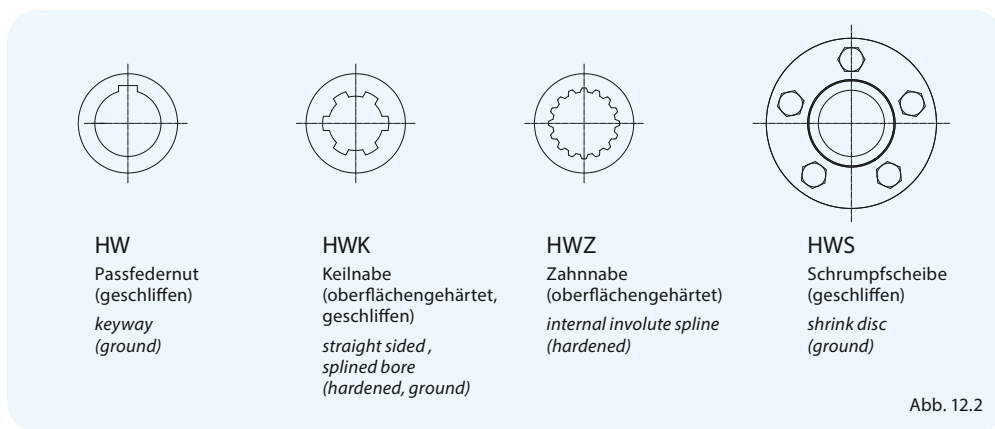 HW
Passfedernut
(geschliffen)
keyway
(ground)
HWK
Keilnabe
(oberflächengehärtet,
geschliffen)
straight sided ,
splined bore
(hardened, ground)
HWZ
Zahnnabe
(oberflächengehärtet)
internal involute spline
(hardened)
HWS
Schrumpfscheibe
(geschliffen)
shrink disc
(ground)
Abb. 12.2